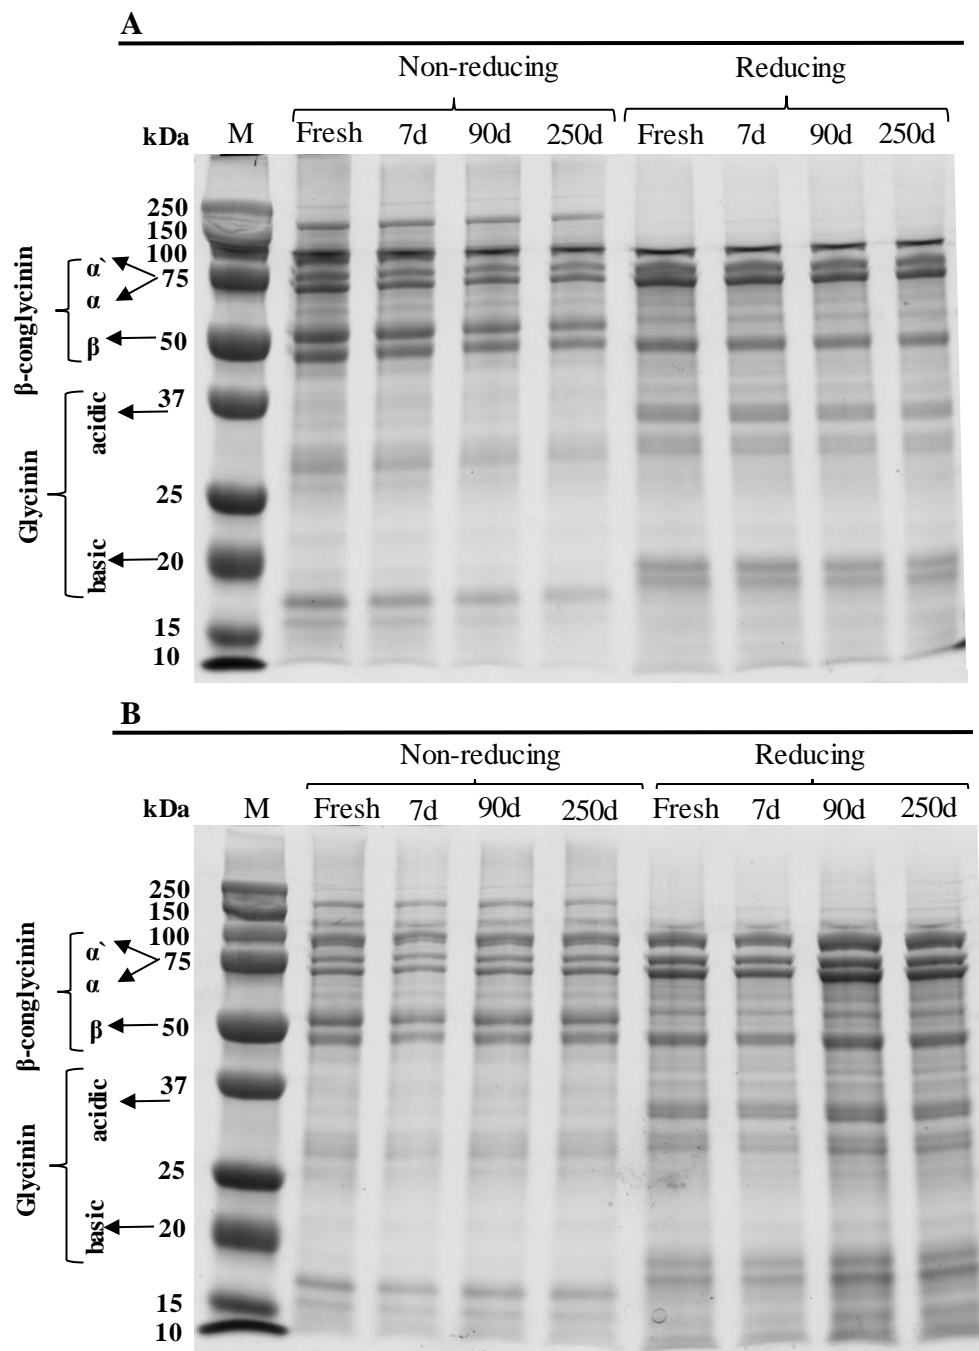 A
Non-reducing Reducing
kDa M Fresh 7d 90d 250d Fresh 7d 90d 250d
250
150
100
75
50
37
25
20
15
10
β-conglycinin
α`
α
β
Glycinin
acidic
basic
B
Non-reducing Reducing
kDa M Fresh 7d 90d 250d Fresh 7d 90d 250d
250
150
100
75
50
37
25
20
15
10
β-conglycinin
α`
α
β
Glycinin
acidic
basic